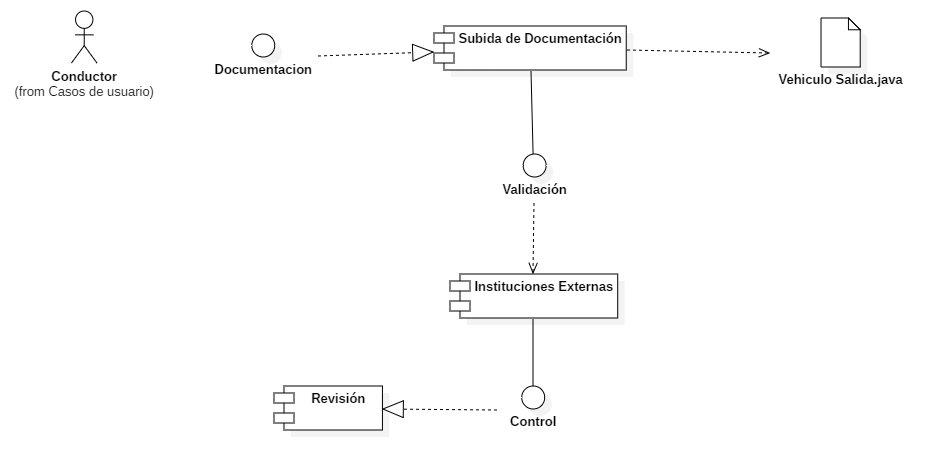 Conductor
(from Casos de usuario)
Documentacion
Subida de Documentación
Vehiculo Salida.java
Validación
Instituciones Externas
Revisión
Control